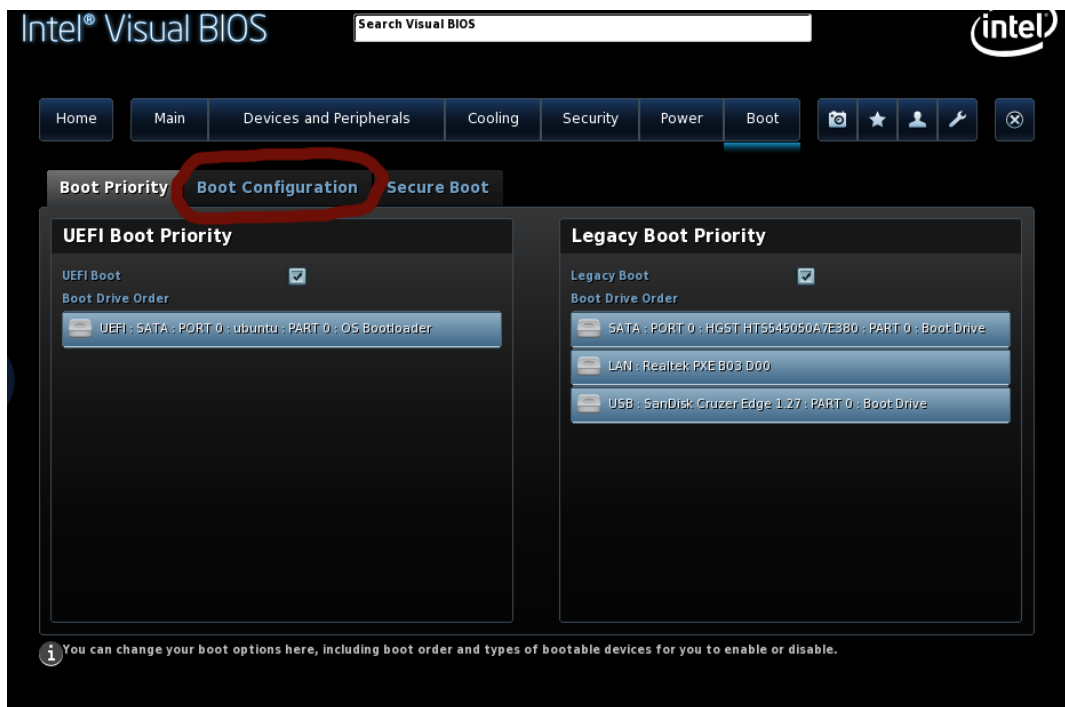 Intel® Visual BIOS
Search Visual BIOS
intel
Home Main Devices and Peripherals Cooling Security Power Boot
Boot Priority Boot Configuration Secure Boot
UEFI Boot Priority
UEFI Boot
Boot Drive Order
UEFI : SATA : PORT 0 : ubuntu : PART 0 : OS Bootloader
Legacy Boot Priority
Legacy Boot
Boot Drive Order
SATA : PORT 0 : HGST HTS545050A7E380 : PART 0 : Boot Drive
LAN : Realtek PXE B03 D00
USB : SanDisk Cruzer Edge 1.27 : PART 0 : Boot Drive
You can change your boot options here, including boot order and types of bootable devices for you to enable or disable.